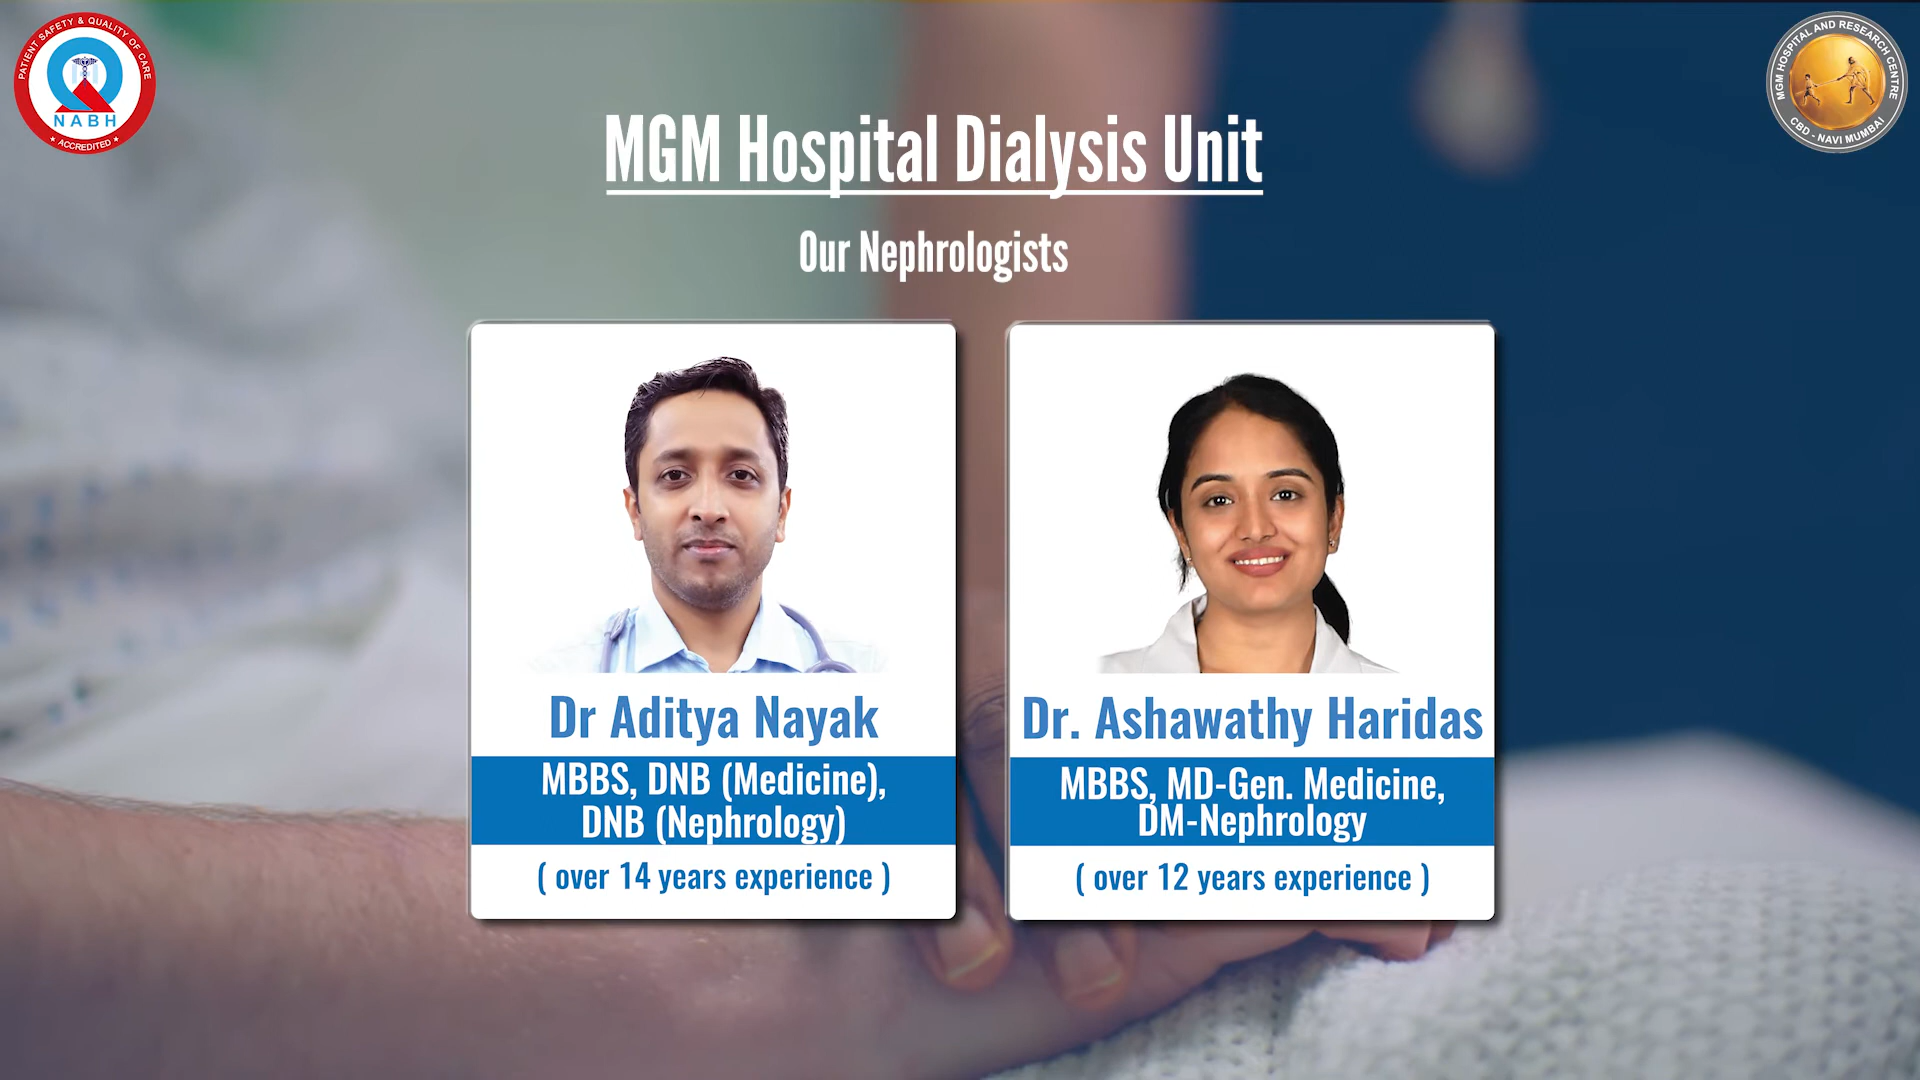 PATIENT SAFETY & QUALITY OF CARE
NABH
* ACCREDITED *
MGM HOSPITAL AND RESEARCH CENTRE
CBD - NAVI MUMBAI
MGM Hospital Dialysis Unit
Our Nephrologists
Dr Aditya Nayak
MBBS, DNB (Medicine),
DNB (Nephrology)
( over 14 years experience )
Dr. Ashawathy Haridas
MBBS, MD-Gen. Medicine,
DM-Nephrology
( over 12 years experience )